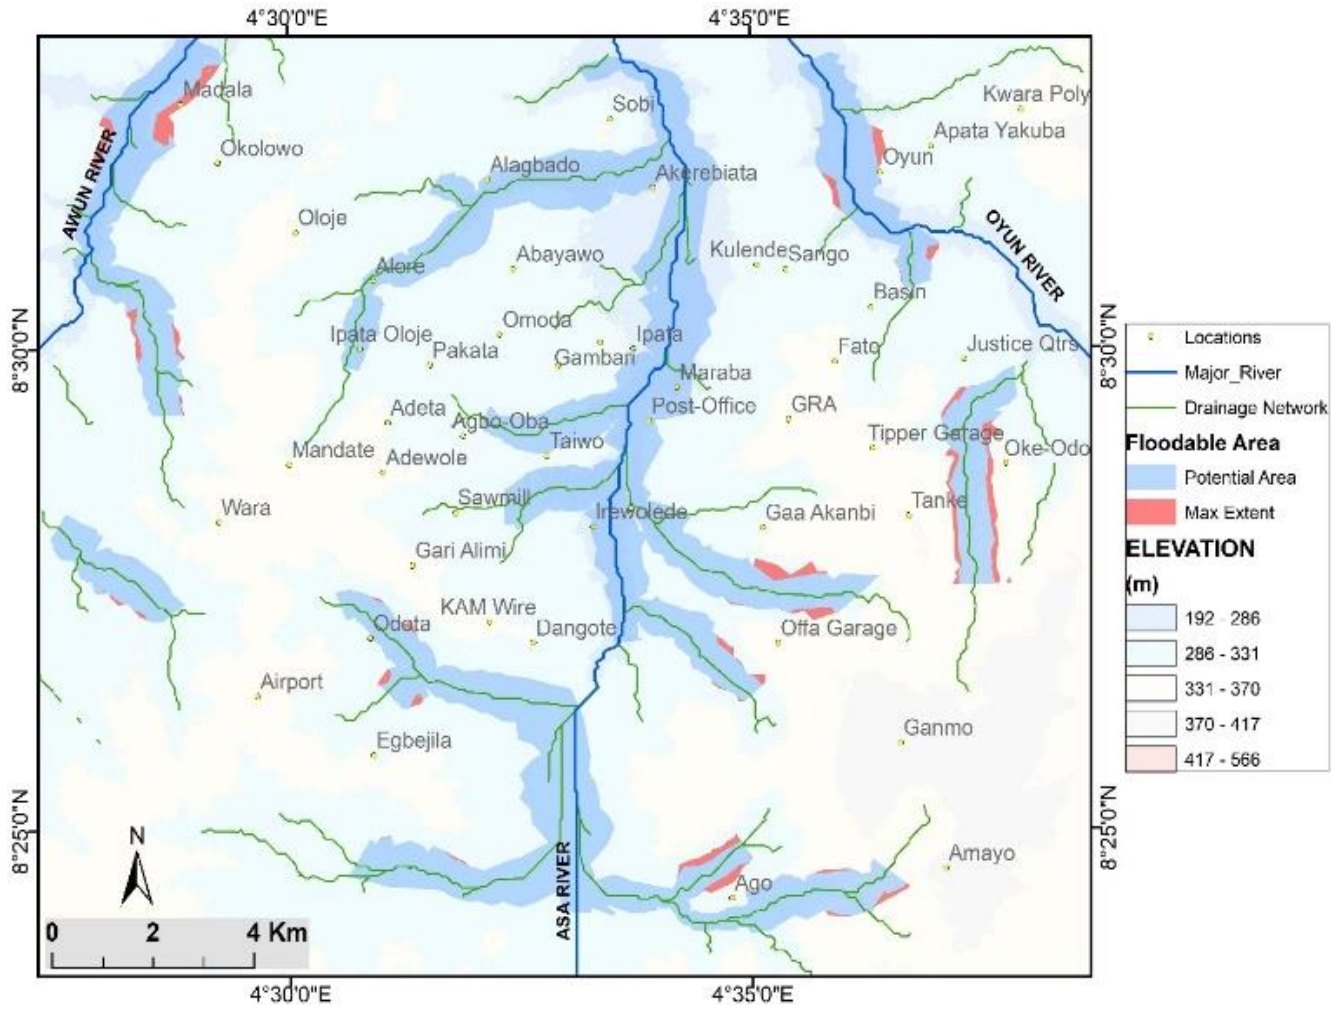 4°30'0"E
4°35'0"E
Madala
Kwara Poly
Sobi
Apata Yakuba
Okolowo
Oyun
Alagbado
Akerebiata
AWUN RIVER
Oloje
OYUN RIVER
Abayawo
Kulende
Sango
Alore
Basin
8°30'0"N
Omoda
Ipata Oloje
Ipata
Fato
Justice Qtrs
8°30'0"N
Pakata
Gambari
Maraba
Adeta
Post-Office
GRA
Agbo-Oba
Taiwo
Tipper Garage
Mandate
Adewole
Oke-Odo
Sawmill
Wara
Irewolede
Gaa Akanbi
Tanke
Gari Alimi
KAM Wire
Odota
Dangote
Offa Garage
Airport
Egbejila
Ganmo
8°25'0"N
8°25'0"N
N
ASA RIVER
Amayo
Ago
0 2 4 Km
4°30'0"E
4°35'0"E
Locations
Major_River
Drainage Network
Floodable Area
Potential Area
Max Extent
ELEVATION
(m)
192 - 286
286 - 331
331 - 370
370 - 417
417 - 566